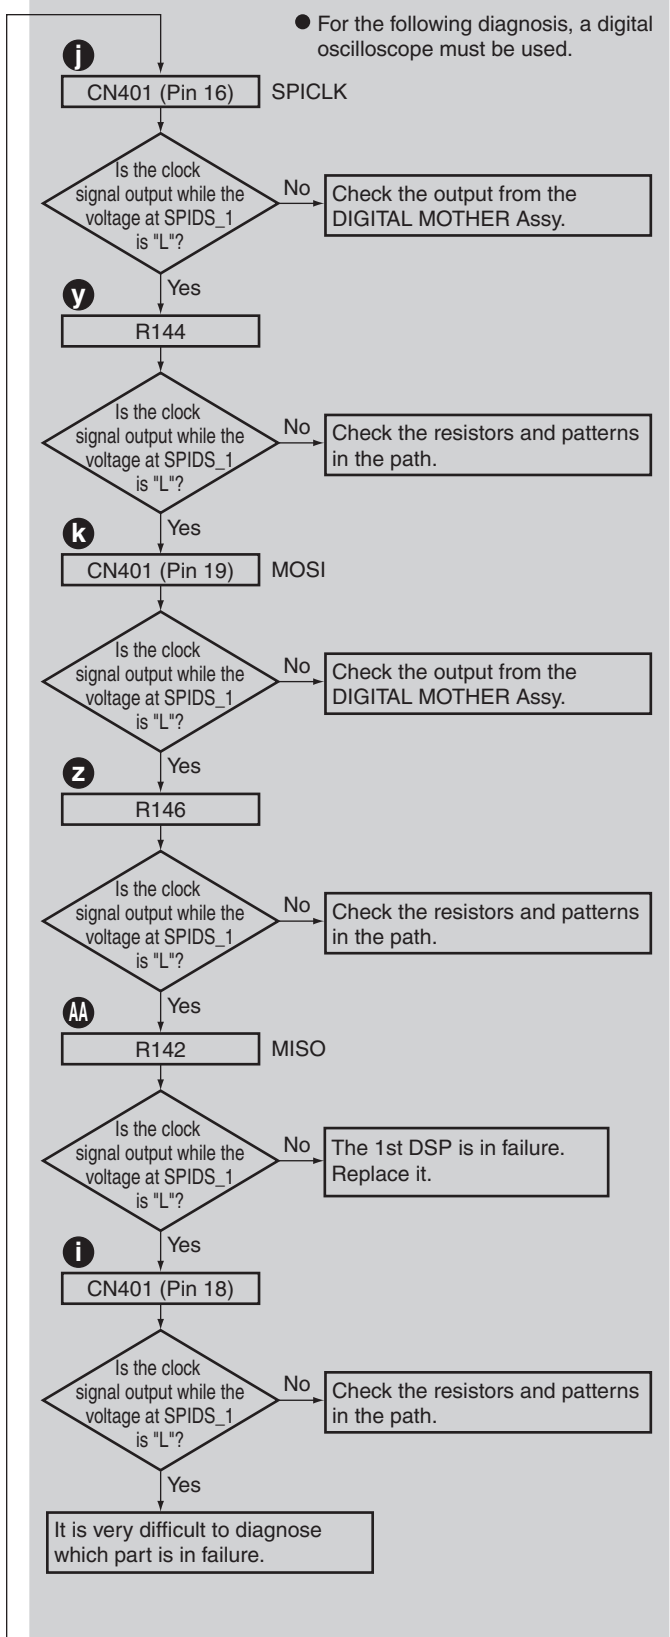 ● For the following diagnosis, a digital
oscilloscope must be used.
j
CN401 (Pin 16) SPICLK
Is the clock
signal output while the
voltage at SPIDS_1
is "L"?
No
Check the output from the
DIGITAL MOTHER Assy.
Yes
y
R144
Is the clock
signal output while the
voltage at SPIDS_1
is "L"?
No
Check the resistors and patterns
in the path.
Yes
k
CN401 (Pin 19) MOSI
Is the clock
signal output while the
voltage at SPIDS_1
is "L"?
No
Check the output from the
DIGITAL MOTHER Assy.
Yes
z
R146
Is the clock
signal output while the
voltage at SPIDS_1
is "L"?
No
Check the resistors and patterns
in the path.
Yes
AA
R142 MISO
Is the clock
signal output while the
voltage at SPIDS_1
is "L"?
No
The 1st DSP is in failure.
Replace it.
Yes
i
CN401 (Pin 18)
Is the clock
signal output while the
voltage at SPIDS_1
is "L"?
No
Check the resistors and patterns
in the path.
Yes
It is very difficult to diagnose
which part is in failure.